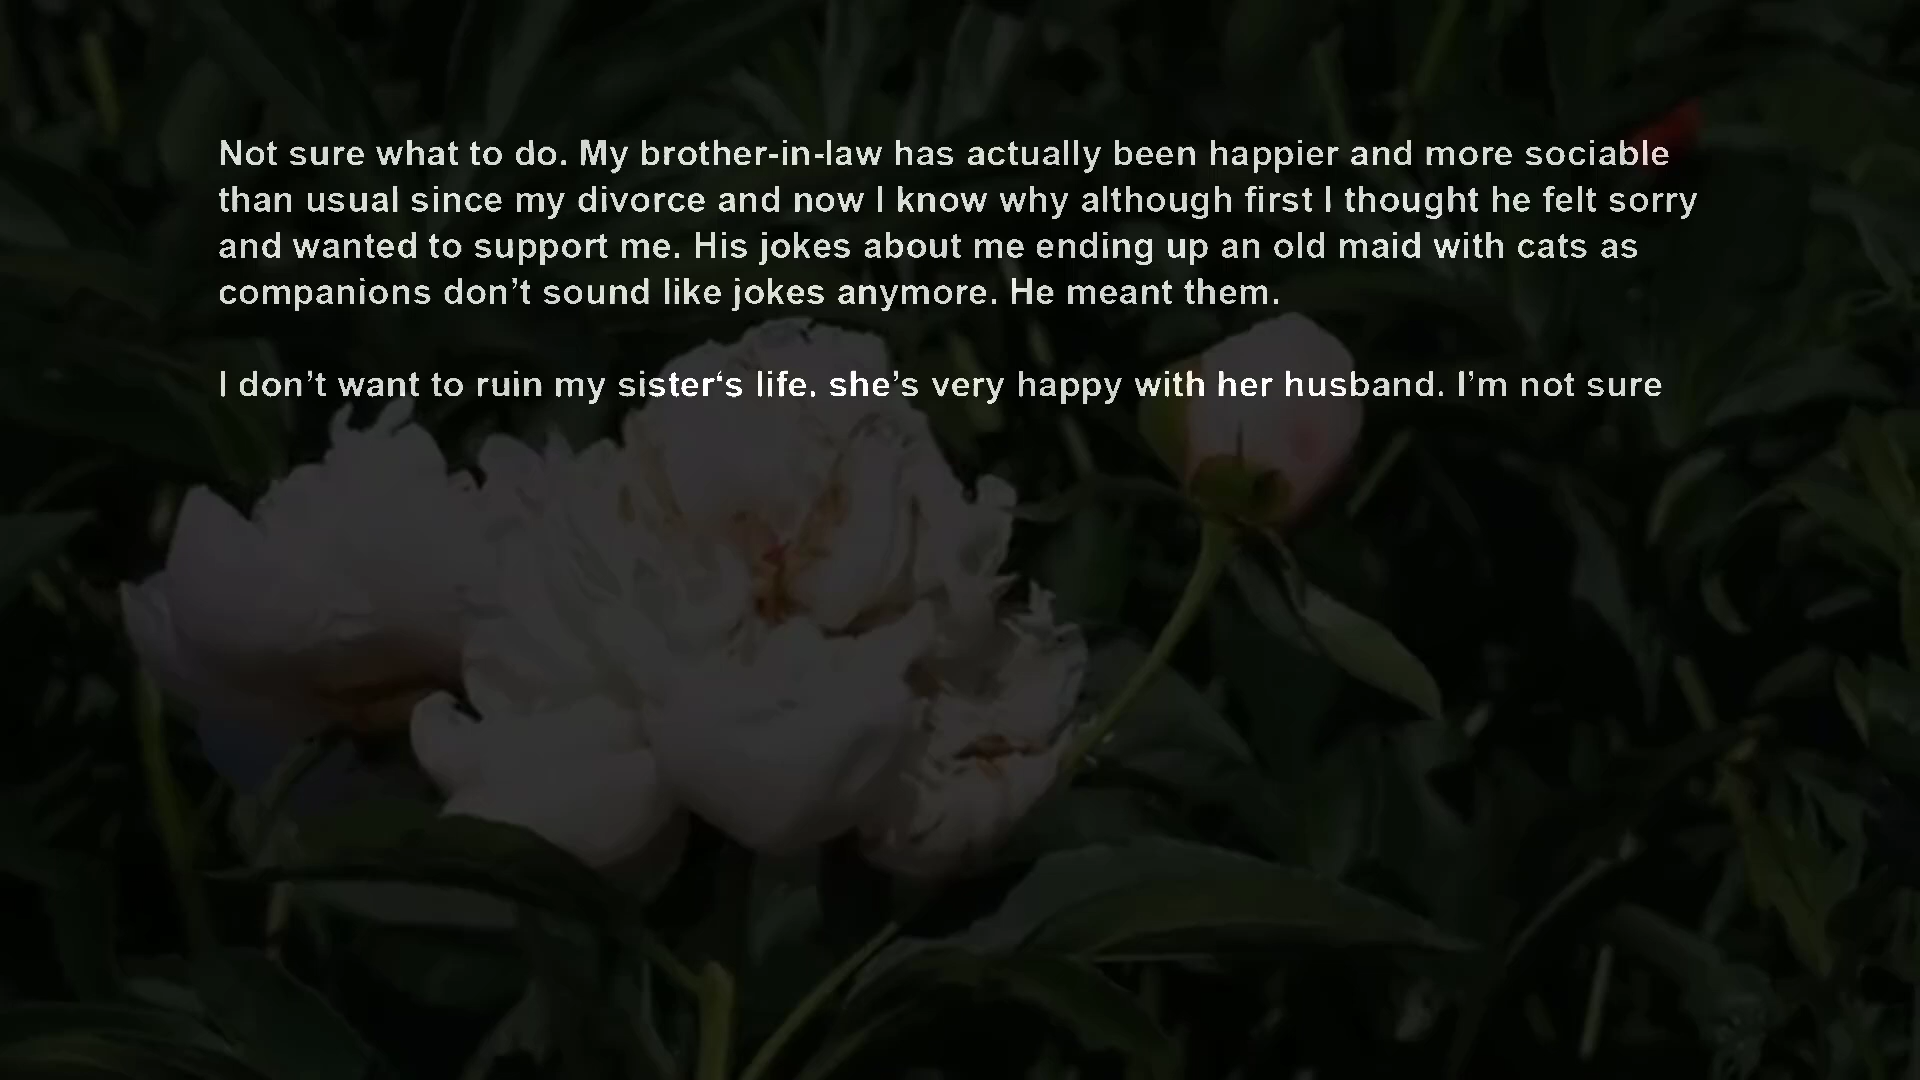 Not sure what to do. My brother-in-law has actually been happier and more sociable
than usual since my divorce and now I know why although first I thought he felt sorry
and wanted to support me. His jokes about me ending up an old maid with cats as
companions don’t sound like jokes anymore. He meant them.
I don’t want to ruin my sister‘s life, she’s very happy with her husband. I’m not sure